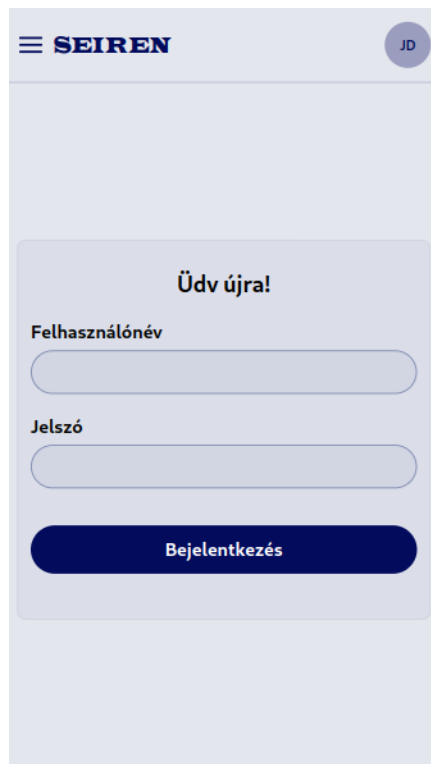 SEIREN
JD
Üdv újra!
Felhasználónév
Jelszó
Bejelentkezés